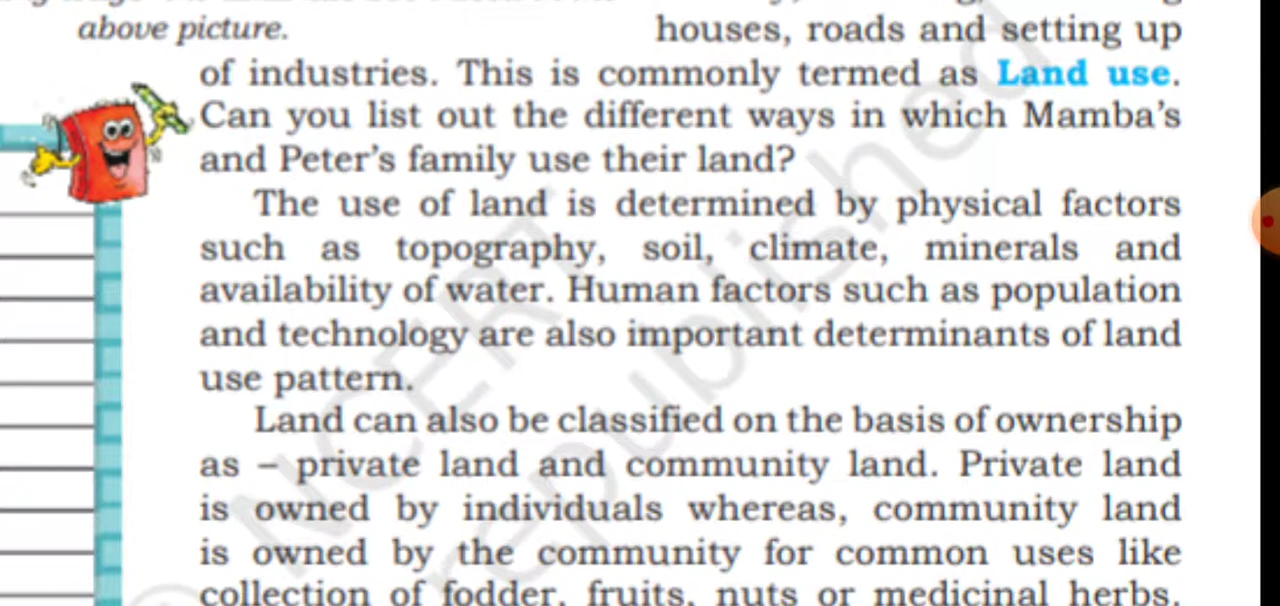 above picture.
houses, roads and setting up
of industries. This is commonly termed as Land use.
Can you list out the different ways in which Mamba's
and Peter's family use their land?
The use of land is determined by physical factors
such as topography, soil, climate, minerals and
availability of water. Human factors such as population
and technology are also important determinants of land
use pattern.
Land can also be classified on the basis of ownership
as – private land and community land. Private land
is owned by individuals whereas, community land
is owned by the community for common uses like
collection of fodder, fruits, nuts or medicinal herbs.
© NCERT
republished